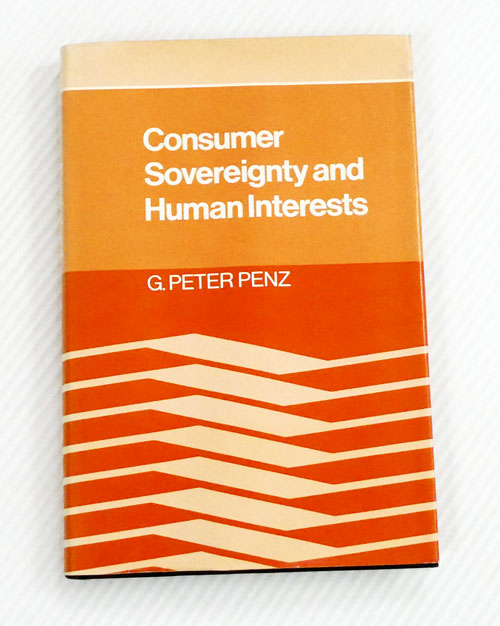 Consumer
Sovereignty and
Human Interests
G. PETER PENZ